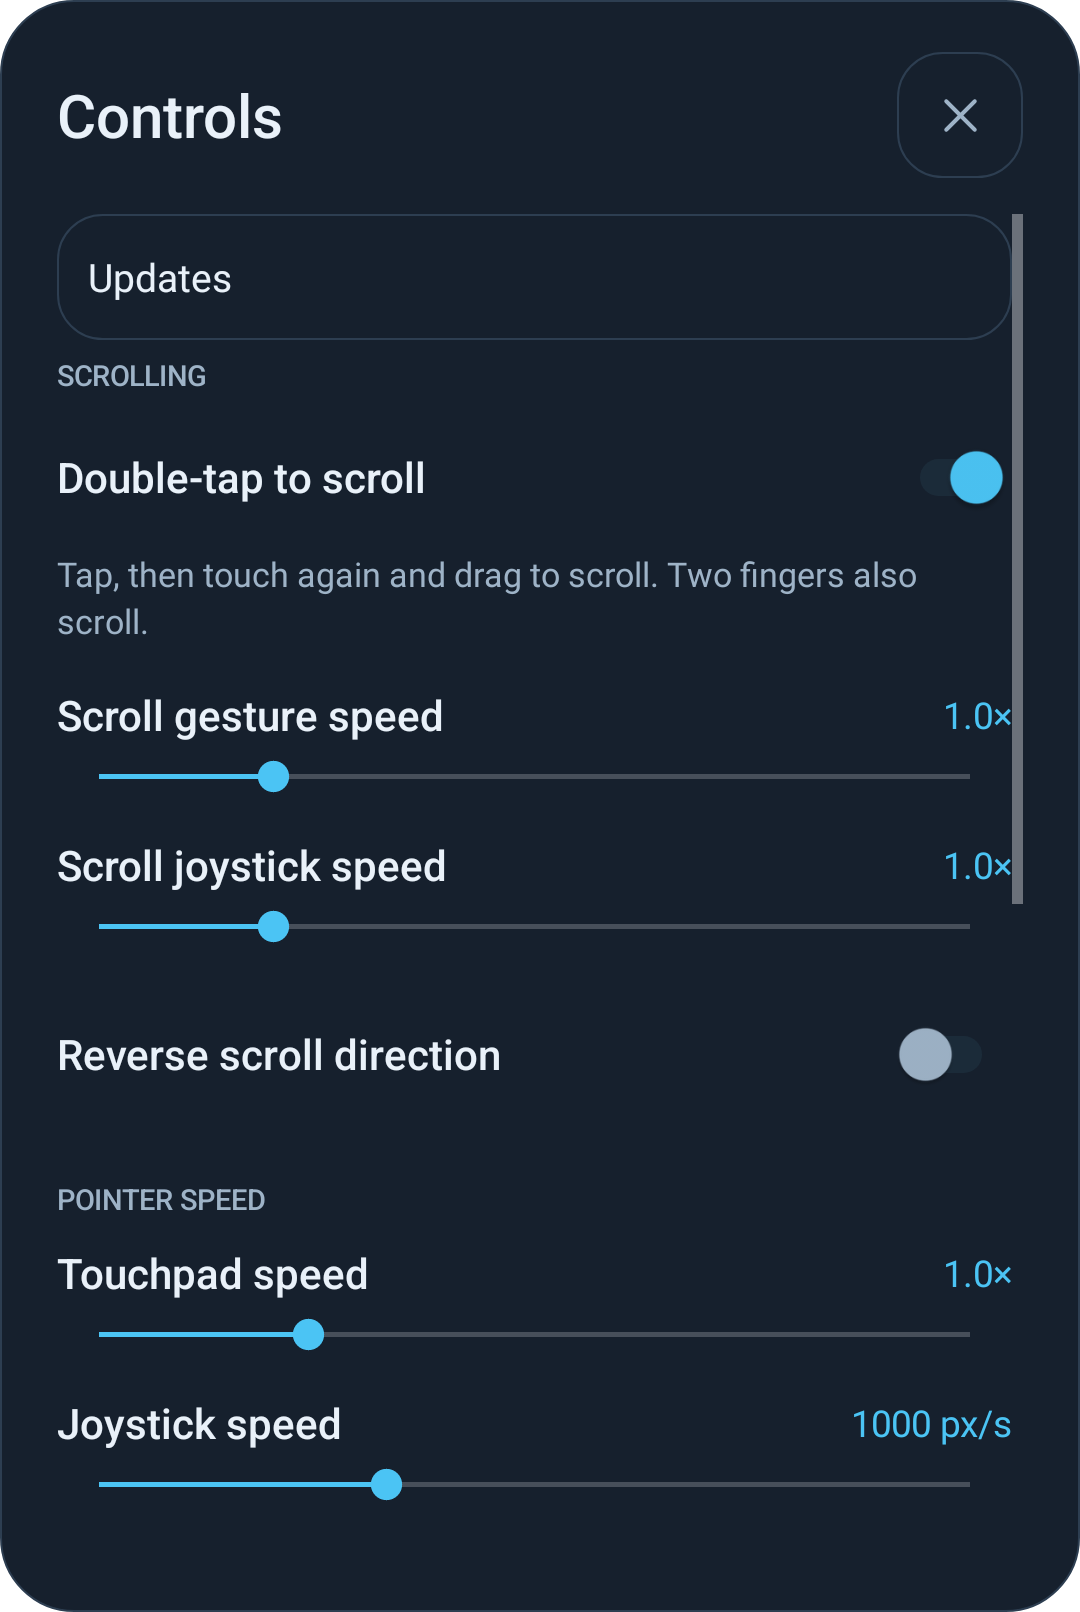 Controls
Updates
SCROLLING
Double-tap to scroll
Tap, then touch again and drag to scroll. Two fingers also
scroll.
Scroll gesture speed 1.0×
Scroll joystick speed 1.0×
Reverse scroll direction
POINTER SPEED
Touchpad speed 1.0×
Joystick speed 1000 px/s